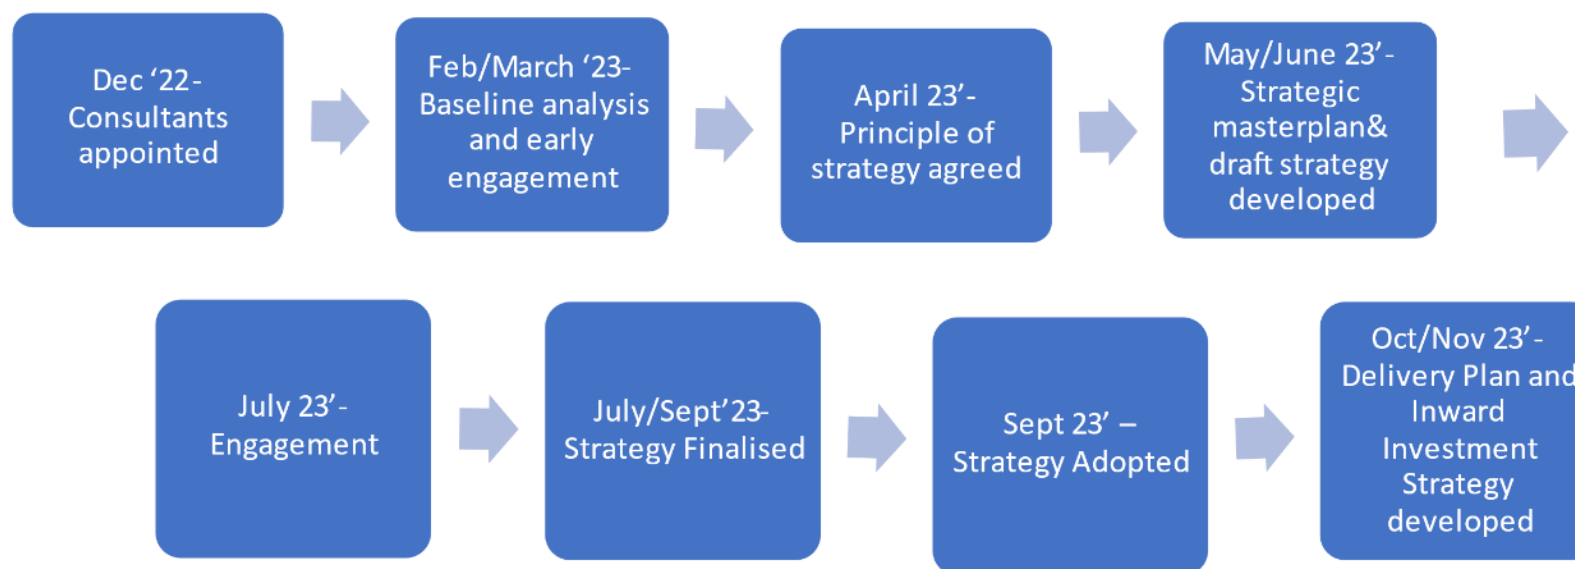 Dec ‘22-
Consultants
appointed
Feb/March ‘23-
Baseline analysis
and early
engagement
April 23’-
Principle of
strategy agreed
May/June 23’-
Strategic
masterplan&
draft strategy
developed
July 23’-
Engagement
July/Sept’23-
Strategy Finalised
Sept 23’ –
Strategy Adopted
Oct/Nov 23’-
Delivery Plan and
Inward
Investment
Strategy
developed